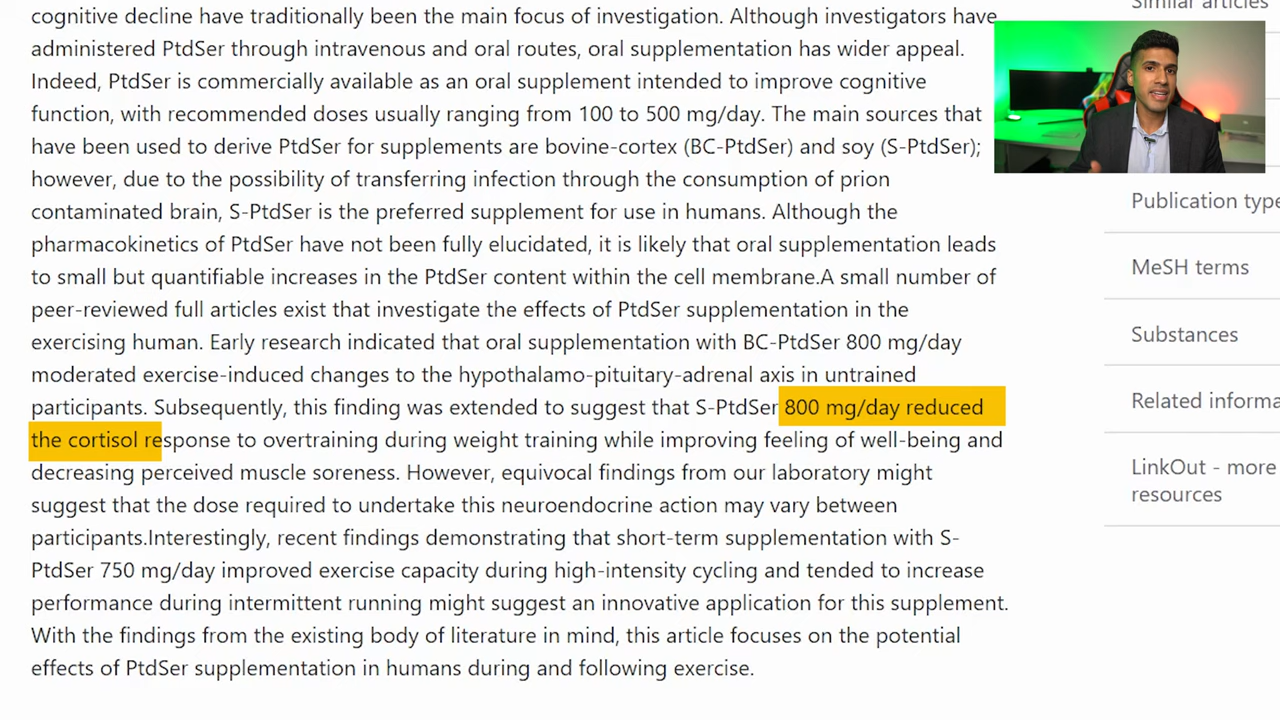 cognitive decline have traditionally been the main focus of investigation. Although investigators have
administered PtdSer through intravenous and oral routes, oral supplementation has wider appeal.
Indeed, PtdSer is commercially available as an oral supplement intended to improve cognitive
function, with recommended doses usually ranging from 100 to 500 mg/day. The main sources that
have been used to derive PtdSer for supplements are bovine-cortex (BC-PtdSer) and soy (S-PtdSer);
however, due to the possibility of transferring infection through the consumption of prion
contaminated brain, S-PtdSer is the preferred supplement for use in humans. Although the
pharmacokinetics of PtdSer have not been fully elucidated, it is likely that oral supplementation leads
to small but quantifiable increases in the PtdSer content within the cell membrane.A small number of
peer-reviewed full articles exist that investigate the effects of PtdSer supplementation in the
exercising human. Early research indicated that oral supplementation with BC-PtdSer 800 mg/day
moderated exercise-induced changes to the hypothalamo-pituitary-adrenal axis in untrained
participants. Subsequently, this finding was extended to suggest that S-PtdSer 800 mg/day reduced
the cortisol response to overtraining during weight training while improving feeling of well-being and
decreasing perceived muscle soreness. However, equivocal findings from our laboratory might
suggest that the dose required to undertake this neuroendocrine action may vary between
participants.Interestingly, recent findings demonstrating that short-term supplementation with S-
PtdSer 750 mg/day improved exercise capacity during high-intensity cycling and tended to increase
performance during intermittent running might suggest an innovative application for this supplement.
With the findings from the existing body of literature in mind, this article focuses on the potential
effects of PtdSer supplementation in humans during and following exercise.
Similar articles
Publication type
MeSH terms
Substances
Related informa
LinkOut - more
resources